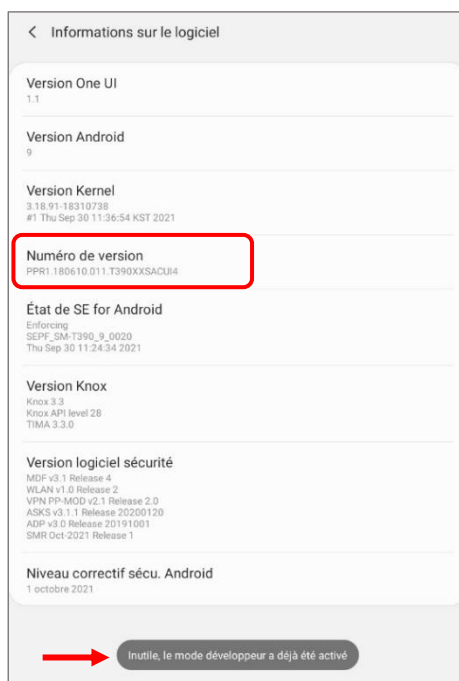 Informations sur le logiciel
Version One UI
1.1
Version Android
9
Version Kernel
3.18.91-18310738
#1 Thu Sep 30 11:36:54 KST 2021
Numéro de version
PPR1.180610.011.T390XXSACUI4
État de SE for Android
Enforcing
SEPF_SM-T390_9_0020
Thu Sep 30 11:24:34 2021
Version Knox
Knox 3.3
Knox API level 28
TIMA 3.3.0
Version logiciel sécurité
MDF v3.1 Release 4
WLAN v1.0 Release 2
VPN PP-MOD v2.1 Release 2.0
ASKS v3.1.1 Release 20200120
ADP v3.0 Release 20191001
SMR Oct-2021 Release 1
Niveau correctif sécu. Android
1 octobre 2021
Inutile, le mode développeur a déjà été activé